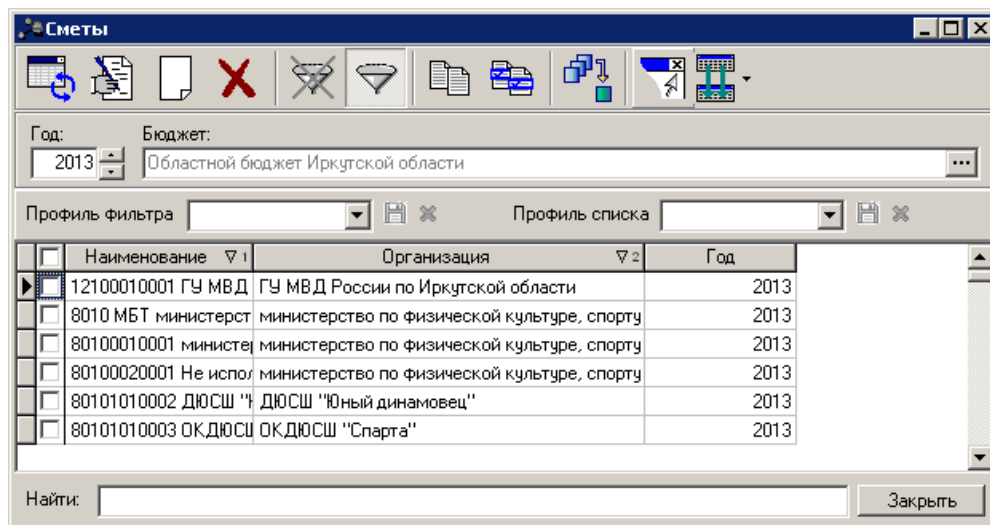 Сметы
Год: Бюджет:
2013 Областной бюджет Иркутской области ...
Профиль фильтра Профиль списка
Наименование 1 Организация 2 Год
12100010001 ГУ МВД ГУ МВД России по Иркутской области 2013
8010 МБТ министерст министерство по физической культуре, спорту 2013
80100010001 министе министерство по физической культуре, спорту 2013
80100020001 Не испол министерство по физической культуре, спорту 2013
80101010002 ДЮСШ "Ю ДЮСШ "Юный динамовец" 2013
80101010003 ОКДЮСШ ОКДЮСШ "Спарта" 2013
Найти: Закрыть